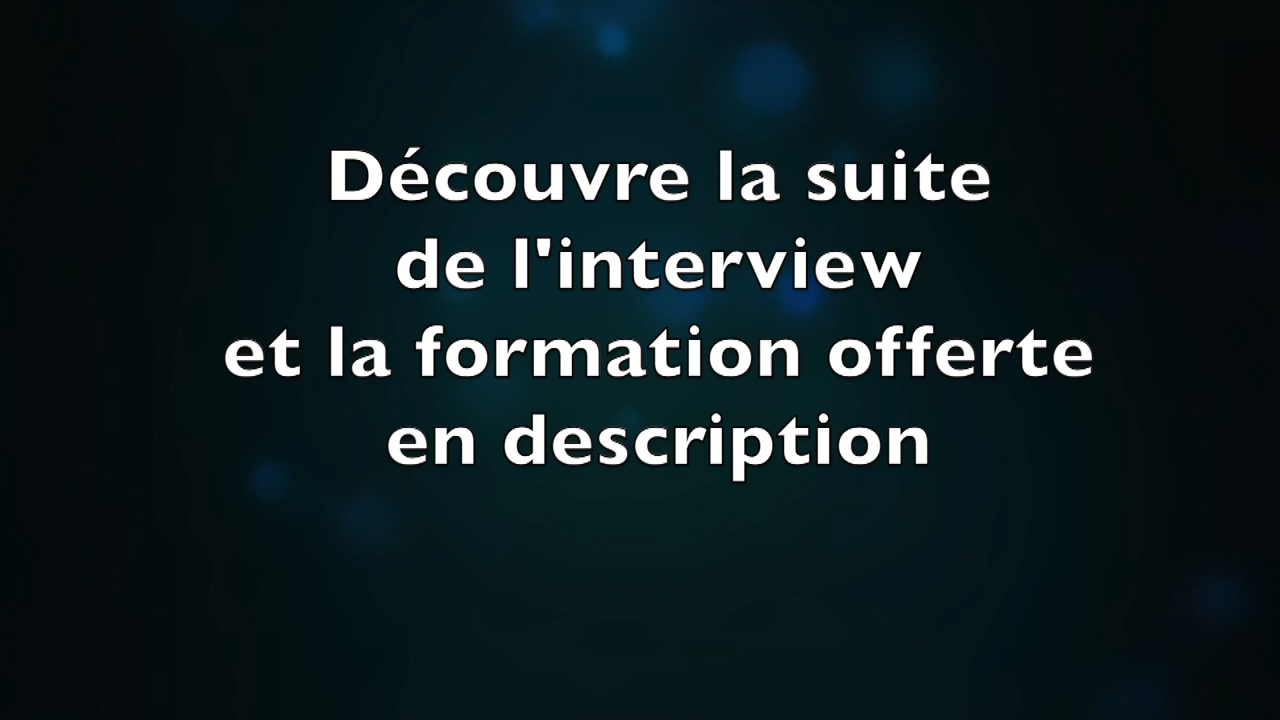 Découvre la suite
de l'interview
et la formation offerte
en description